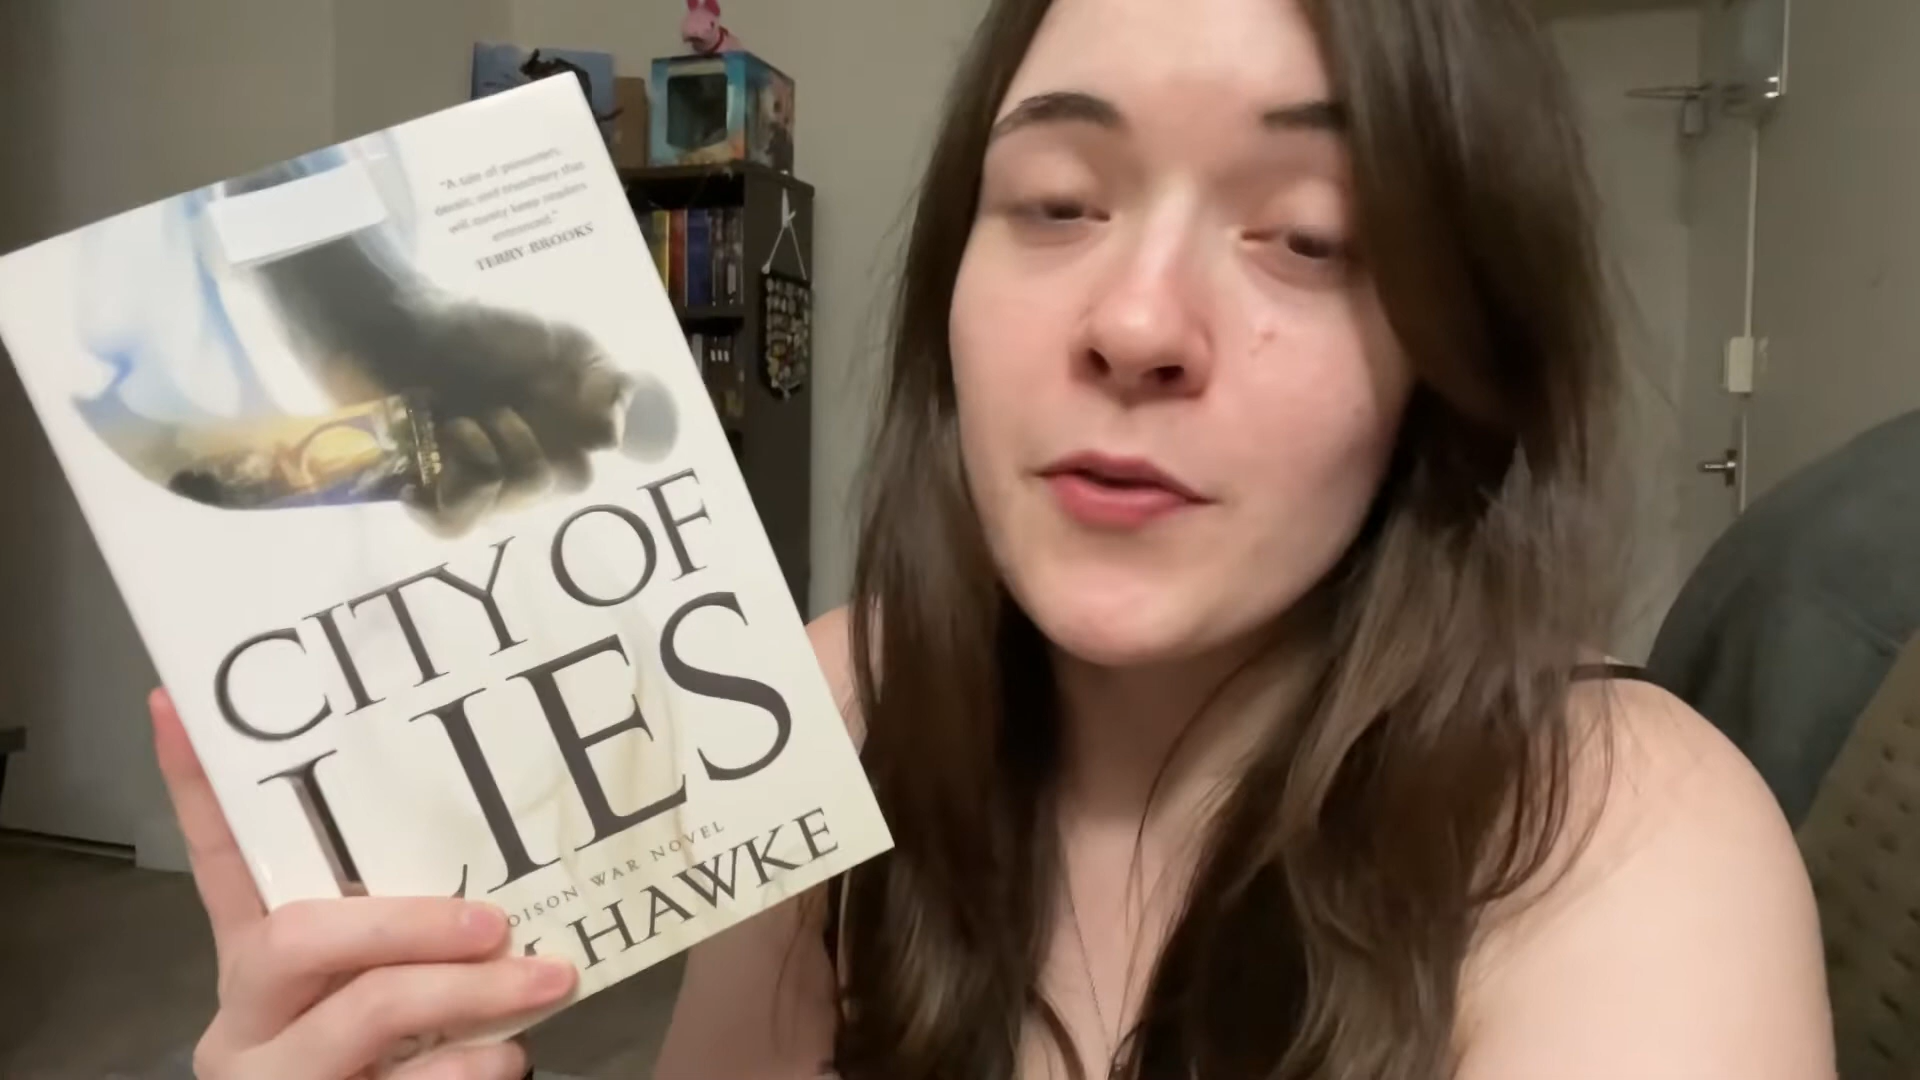 "A tale of poisoners,
deceit, and treachery that
will surely keep readers
entranced."
TERRY BROOKS
CITY OF
LIES
OISON WAR NOVEL
HAWKE